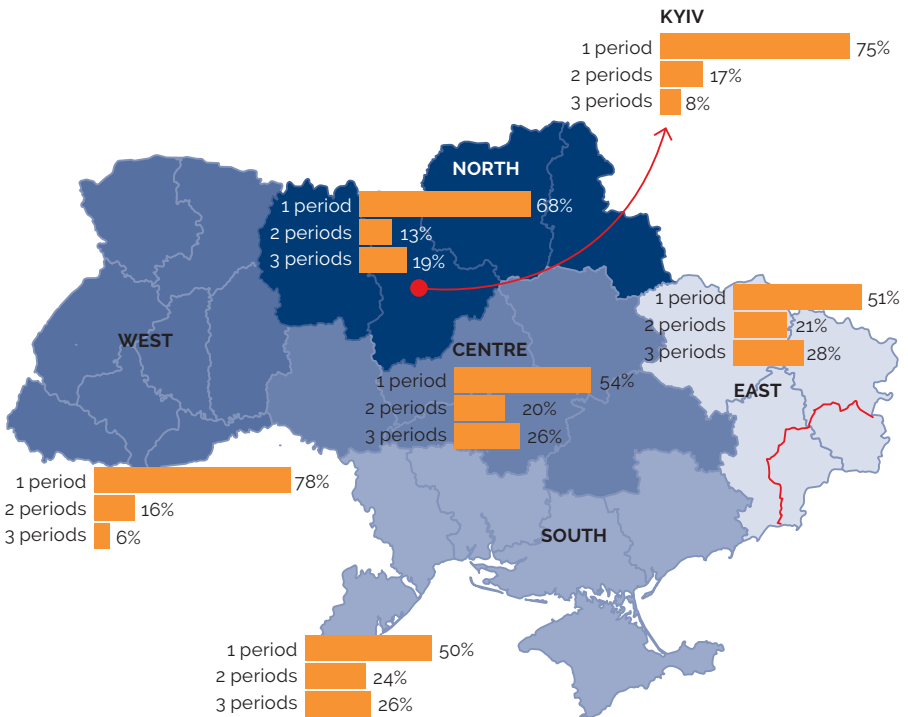 KYIV
1 period 75%
2 periods 17%
3 periods 8%
NORTH
1 period 68%
2 periods 13%
3 periods 19%
1 period 51%
2 periods 21%
3 periods 28%
EAST
WEST
CENTRE
1 period 54%
2 periods 20%
3 periods 26%
1 period 78%
2 periods 16%
3 periods 6%
SOUTH
1 period 50%
2 periods 24%
3 periods 26%